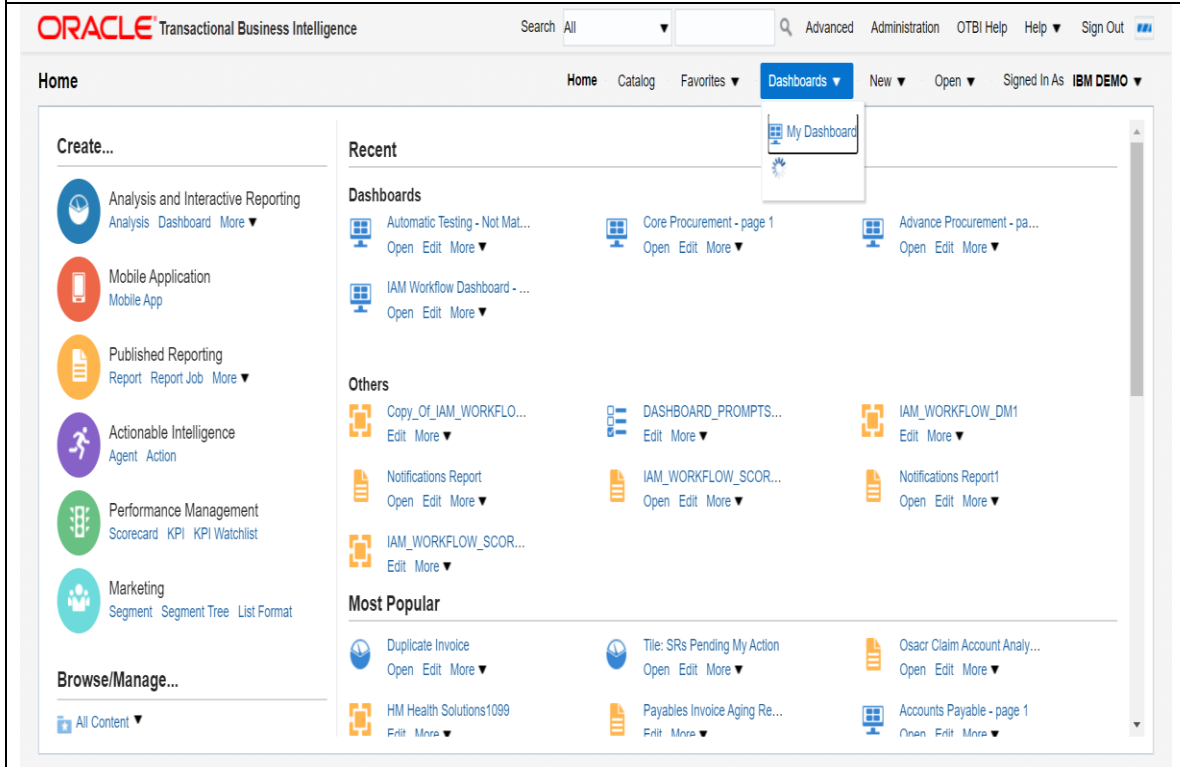 ORACLE Transactional Business Intelligence Search All ▼ Advanced Administration OTBI Help Help ▼ Sign Out
Home Home Catalog Favorites ▼ Dashboards ▼ New ▼ Open ▼ Signed In As IBM DEMO ▼
My Dashboard
Create...
Analysis and Interactive Reporting
Analysis Dashboard More ▼
Mobile Application
Mobile App
Published Reporting
Report Report Job More ▼
Actionable Intelligence
Agent Action
Performance Management
Scorecard KPI KPI Watchlist
Marketing
Segment Segment Tree List Format
Browse/Manage...
All Content ▼
Recent
Dashboards
Automatic Testing - Not Mat... Core Procurement - page 1 Advance Procurement - pa...
Open Edit More ▼ Open Edit More ▼ Open Edit More ▼
IAM Workflow Dashboard - ...
Open Edit More ▼
Others
Copy_Of_IAM_WORKFLO... DASHBOARD_PROMPTS... IAM_WORKFLOW_DM1
Edit More ▼ Edit More ▼ Edit More ▼
Notifications Report IAM_WORKFLOW_SCOR... Notifications Report1
Open Edit More ▼ Open Edit More ▼ Open Edit More ▼
IAM_WORKFLOW_SCOR...
Edit More ▼
Most Popular
Duplicate Invoice Tile: SRs Pending My Action Osacr Claim Account Analy...
Open Edit More ▼ Open Edit More ▼ Open Edit More ▼
HM Health Solutions1099 Payables Invoice Aging Re... Accounts Payable - page 1
Edit More ▼ Edit More ▼ Open Edit More ▼